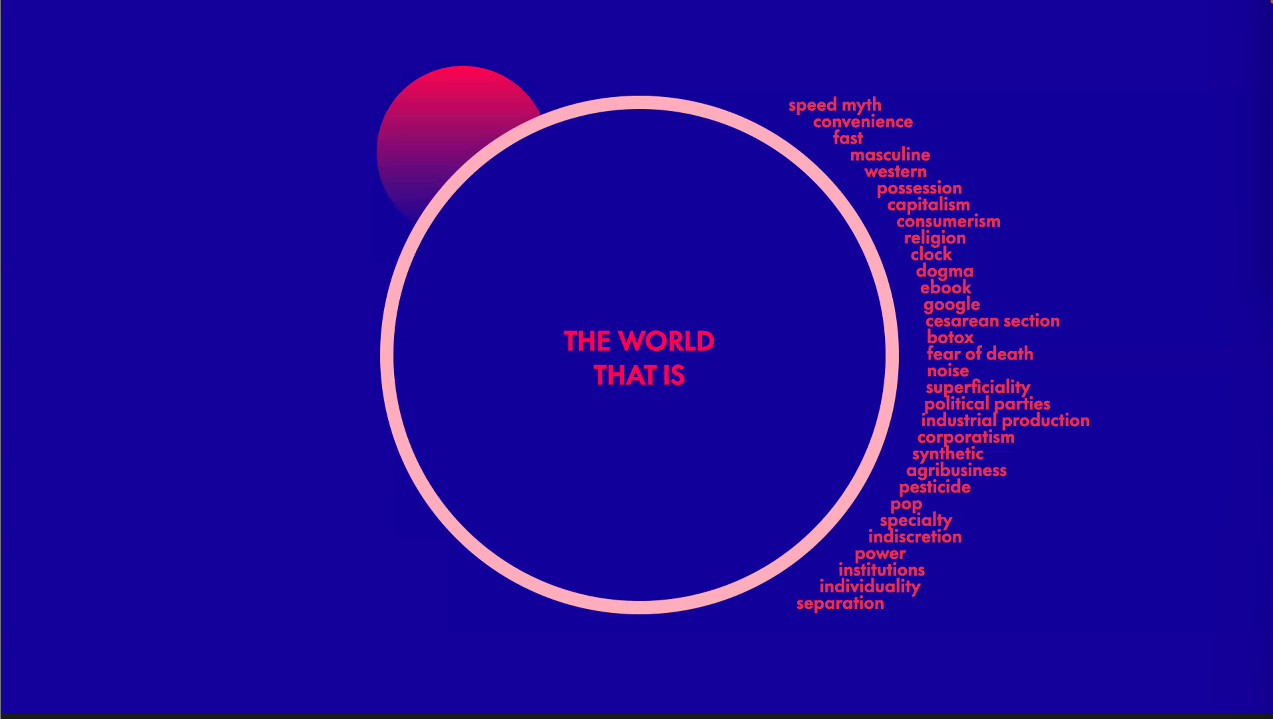 THE WORLD
THAT IS
speed myth
convenience
fast
masculine
western
possession
capitalism
consumerism
religion
clock
dogma
ebook
google
cesarean section
botox
fear of death
noise
superficiality
political parties
industrial production
corporatism
synthetic
agribusiness
pesticide
pop
specialty
indiscretion
power
institutions
individuality
separation